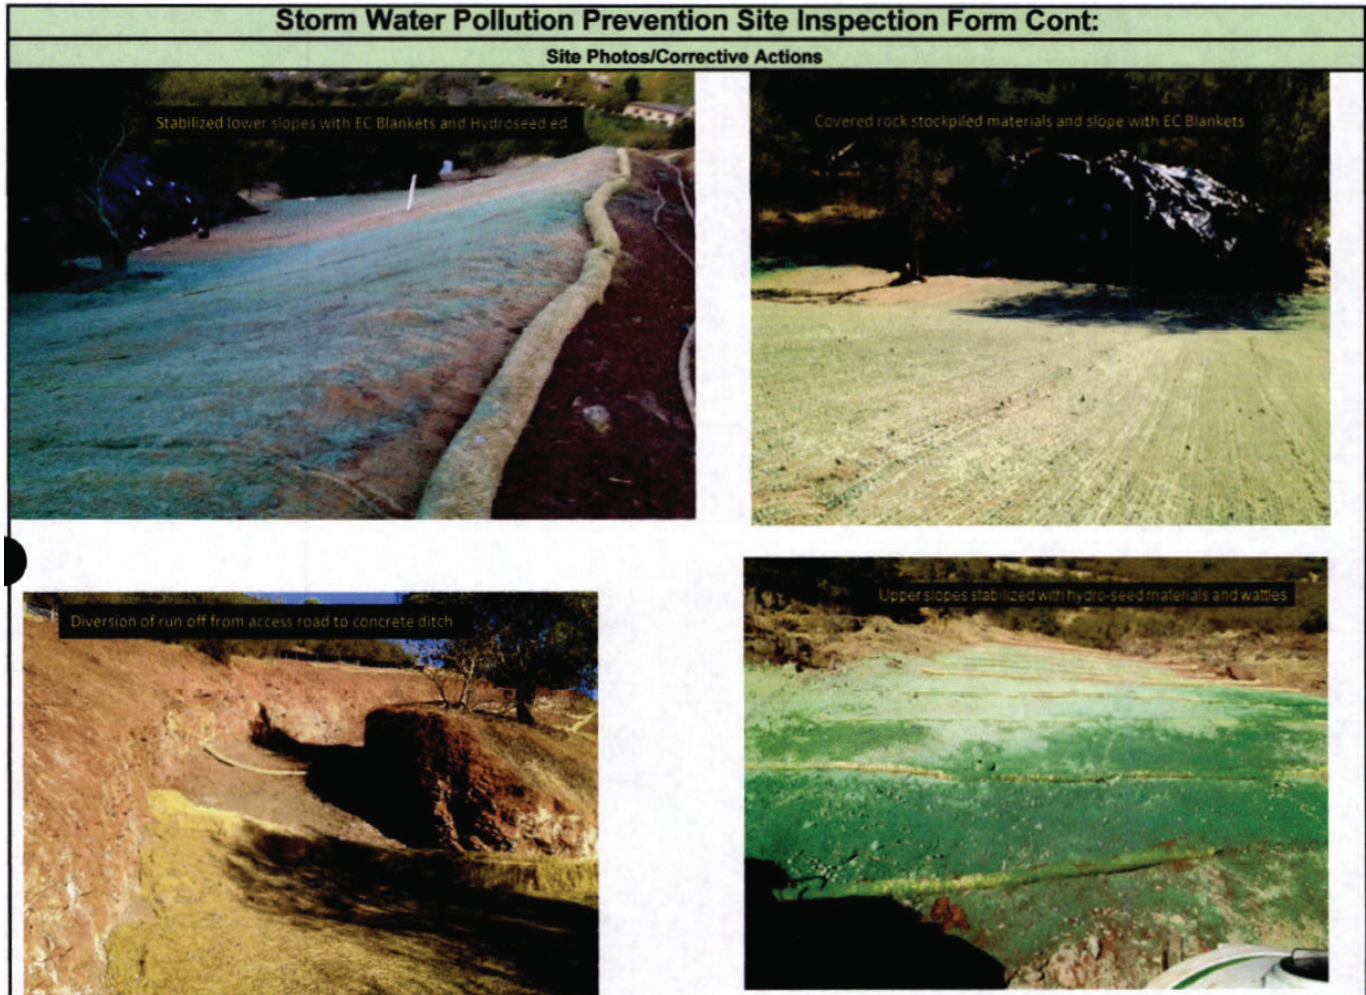 Storm Water Pollution Prevention Site Inspection Form Cont:
Site Photos/Corrective Actions
Stabilized lower slopes with EC Blankets and Hydroseed ed
Covered rock stockpiled materials and slope with EC Blankets
Diversion of run off from access road to concrete ditch
Upper slopes stabilized with hydro-seed materials and wattles